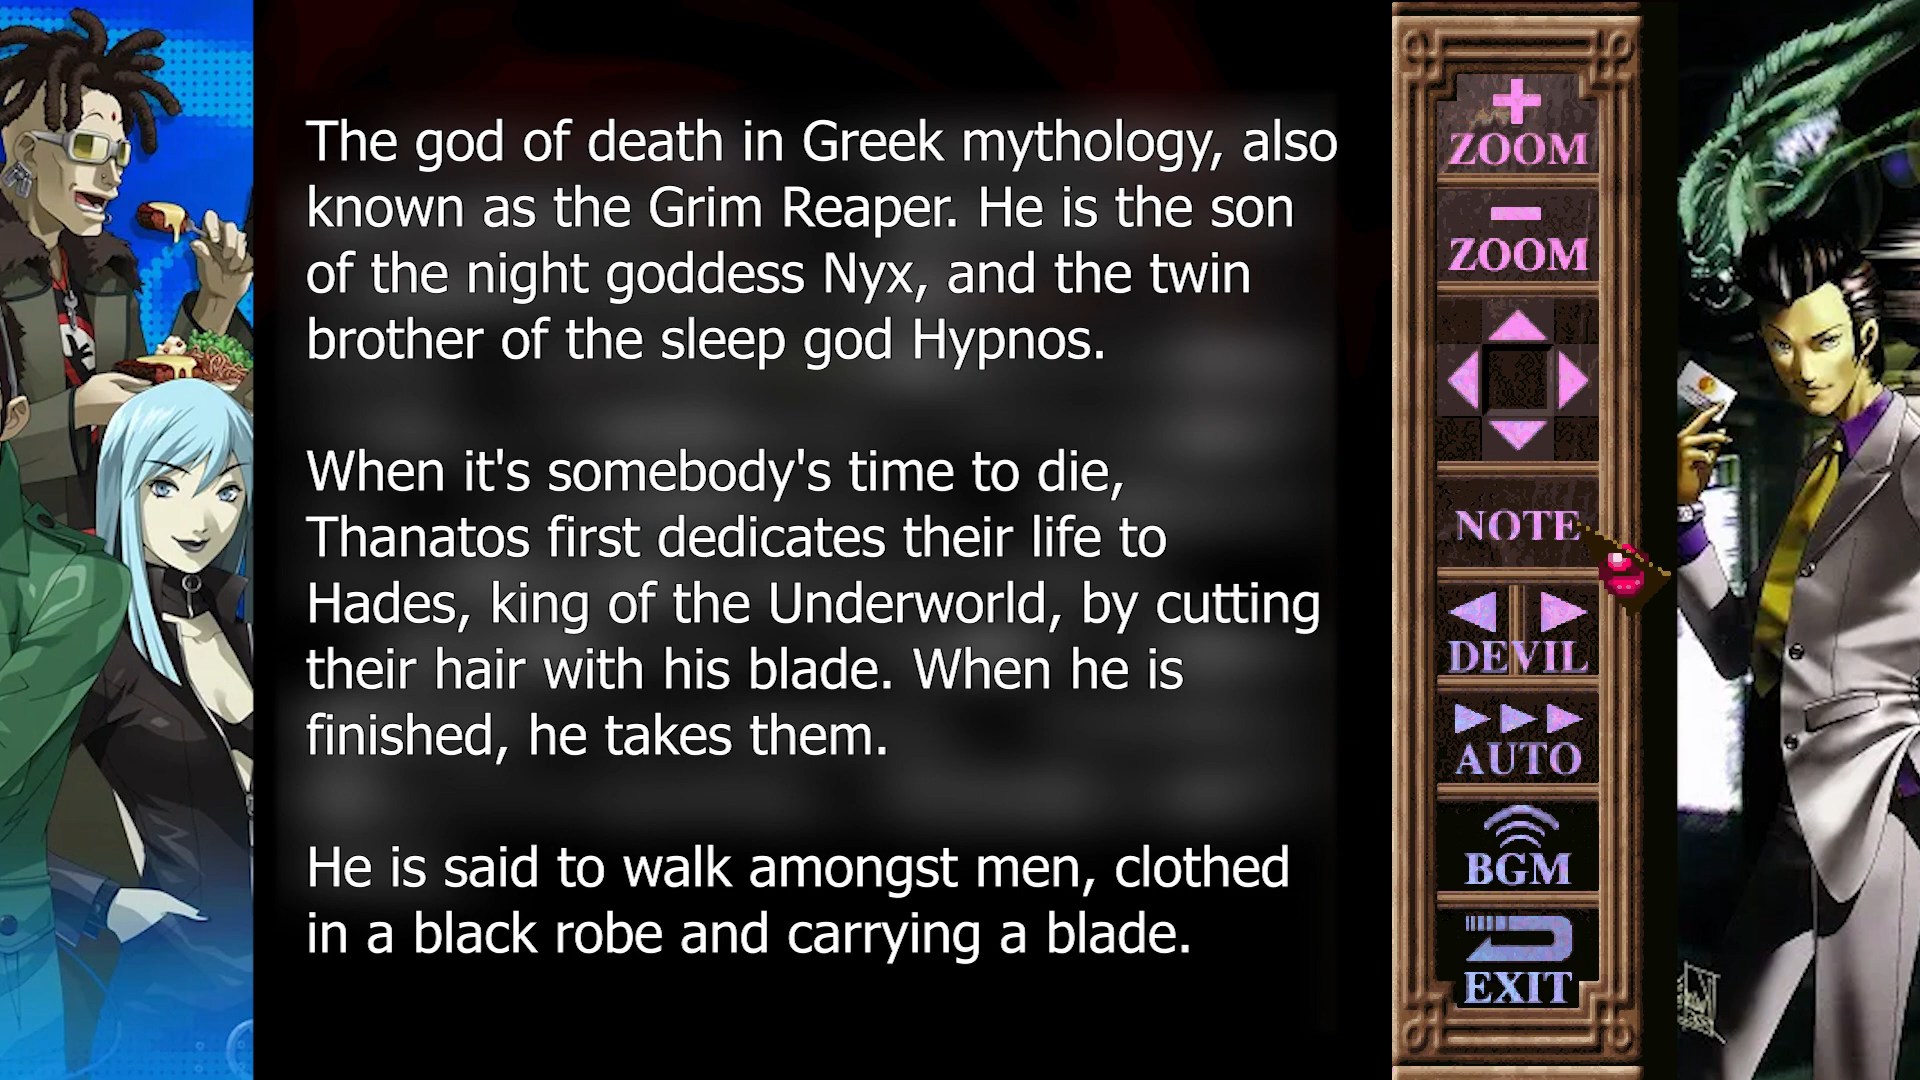 The god of death in Greek mythology, also
known as the Grim Reaper. He is the son
of the night goddess Nyx, and the twin
brother of the sleep god Hypnos.
When it's somebody's time to die,
Thanatos first dedicates their life to
Hades, king of the Underworld, by cutting
their hair with his blade. When he is
finished, he takes them.
He is said to walk amongst men, clothed
in a black robe and carrying a blade.
ZOOM
ZOOM
NOTE
DEVIL
AUTO
BGM
EXIT